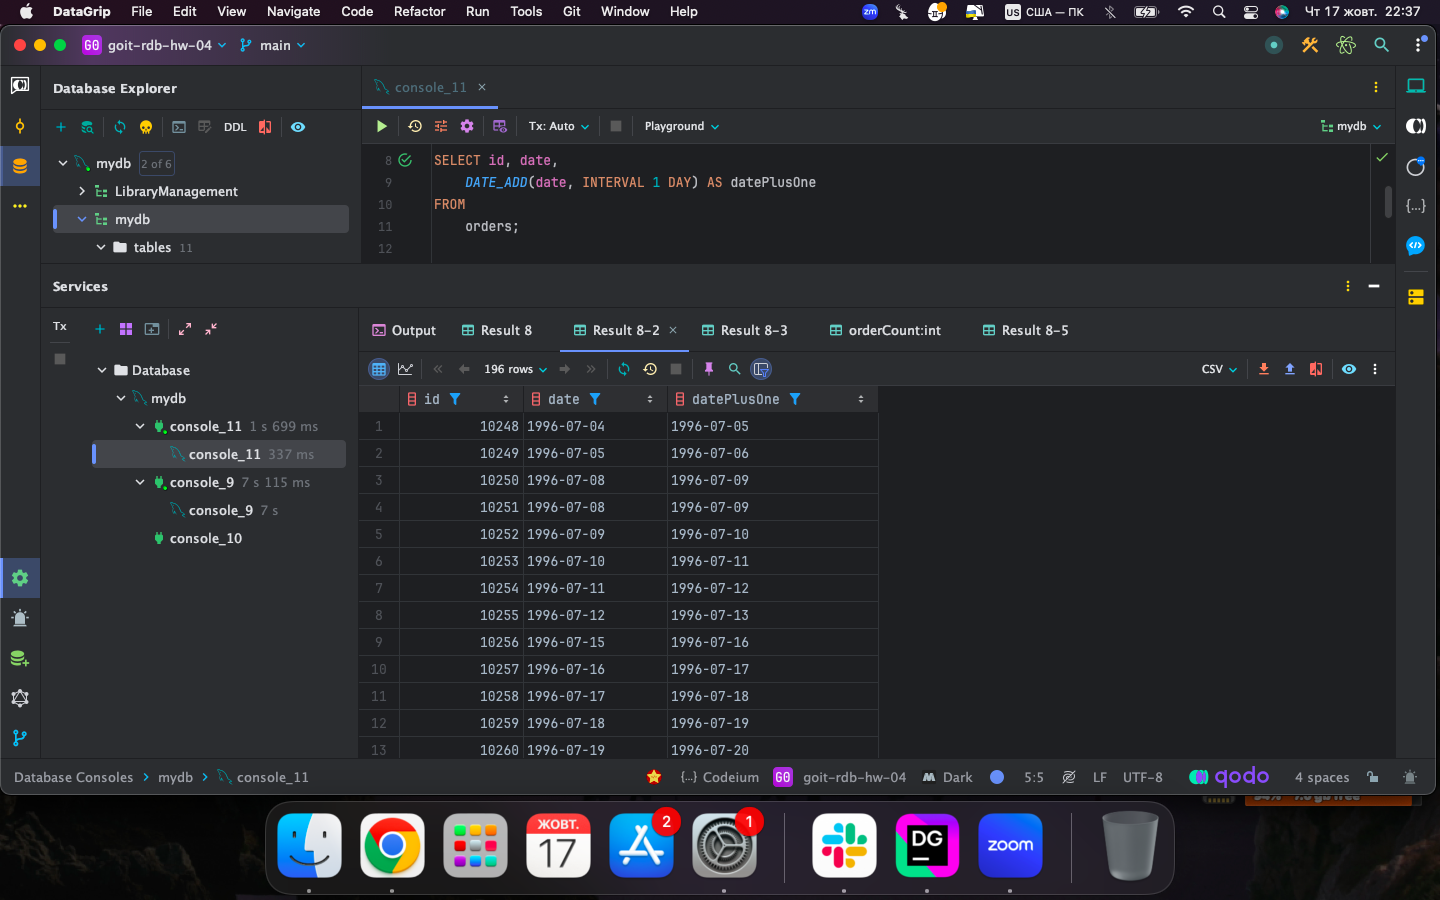 DataGrip File Edit View Navigate Code Refactor Run Tools Git Window Help zm US США — ПК Чт 17 жовт. 22:37
GO goit-rdb-hw-04 main
Database Explorer
console_11
DDL
Tx: Auto Playground mydb
mydb 2 of 6
LibraryManagement
mydb
tables 11
8 SELECT id, date,
9 DATE_ADD(date, INTERVAL 1 DAY) AS datePlusOne
10 FROM
11 orders;
12
Services
Tx
Output Result 8 Result 8-2 Result 8-3 orderCount:int Result 8-5
196 rows CSV
Database
mydb
console_11 1 s 699 ms
console_11 337 ms
console_9 7 s 115 ms
console_9 7 s
console_10
id date datePlusOne
1 10248 1996-07-04 1996-07-05
2 10249 1996-07-05 1996-07-06
3 10250 1996-07-08 1996-07-09
4 10251 1996-07-08 1996-07-09
5 10252 1996-07-09 1996-07-10
6 10253 1996-07-10 1996-07-11
7 10254 1996-07-11 1996-07-12
8 10255 1996-07-12 1996-07-13
9 10256 1996-07-15 1996-07-16
10 10257 1996-07-16 1996-07-17
11 10258 1996-07-17 1996-07-18
12 10259 1996-07-18 1996-07-19
13 10260 1996-07-19 1996-07-20
Database Consoles mydb console_11 {...} Codeium GO goit-rdb-hw-04 Dark 5:5 LF UTF-8 qodo 4 spaces
ЖОВТ.
17
2
1
DG
zoom